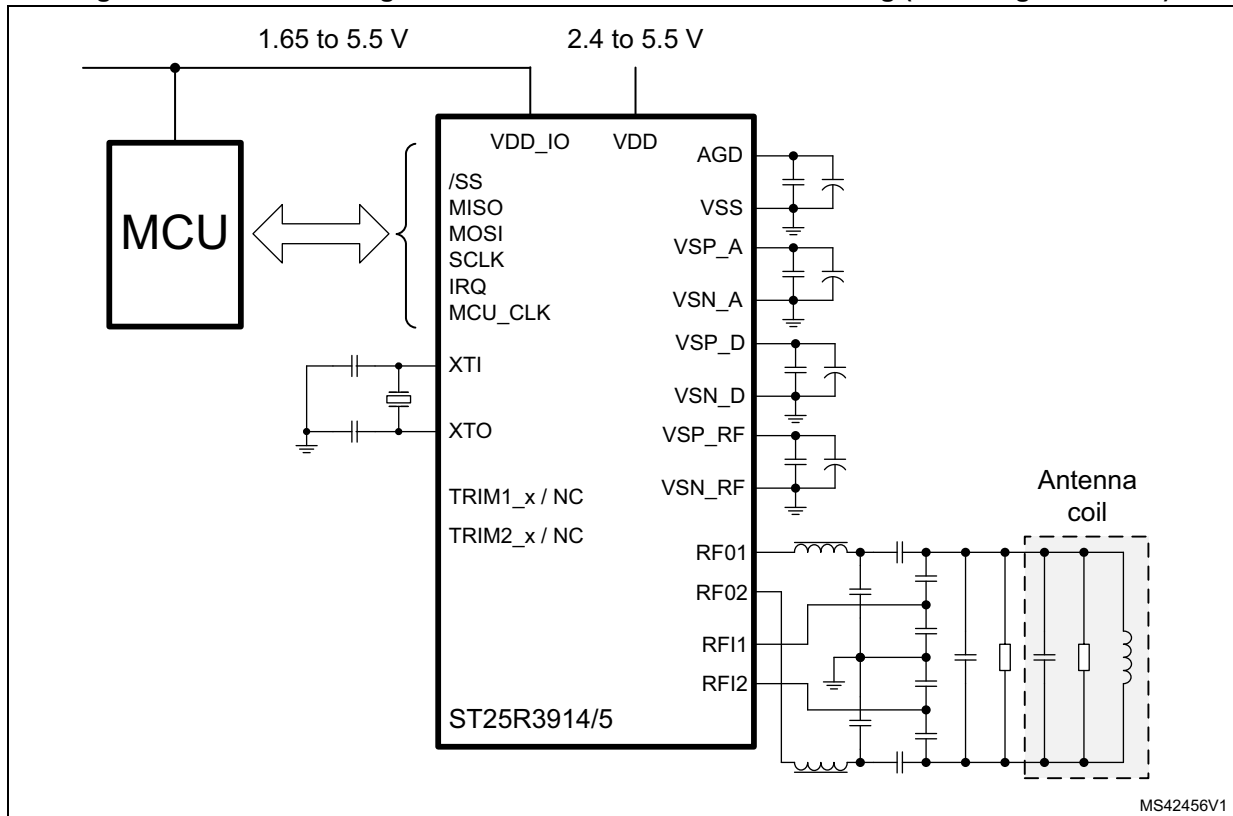 1.65 to 5.5 V
2.4 to 5.5 V
MCU
VDD_IO
VDD
/SS
MISO
MOSI
SCLK
IRQ
MCU_CLK
XTI
XTO
TRIM1_x / NC
TRIM2_x / NC
ST25R3914/5
AGD
VSS
VSP_A
VSN_A
VSP_D
VSN_D
VSP_RF
VSN_RF
RF01
RF02
RFI1
RFI2
Antenna
coil
MS42456V1